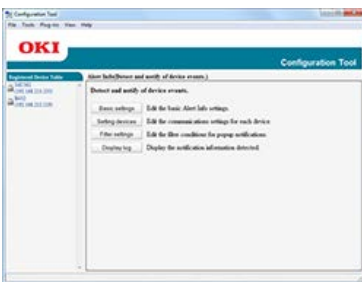 Configuration Tool
File Tools Plug-ins View Help
OKI
Configuration Tool
Registered Device Table
Alert Info(Detect and notify of device events.)
Detect and notify of device events.
Basic settings Edit the basic Alert Info settings.
Setting devices Edit the communications settings for each device
Filter settings Edit the filter conditions for popup notifications.
Display log Display the notification information detected.